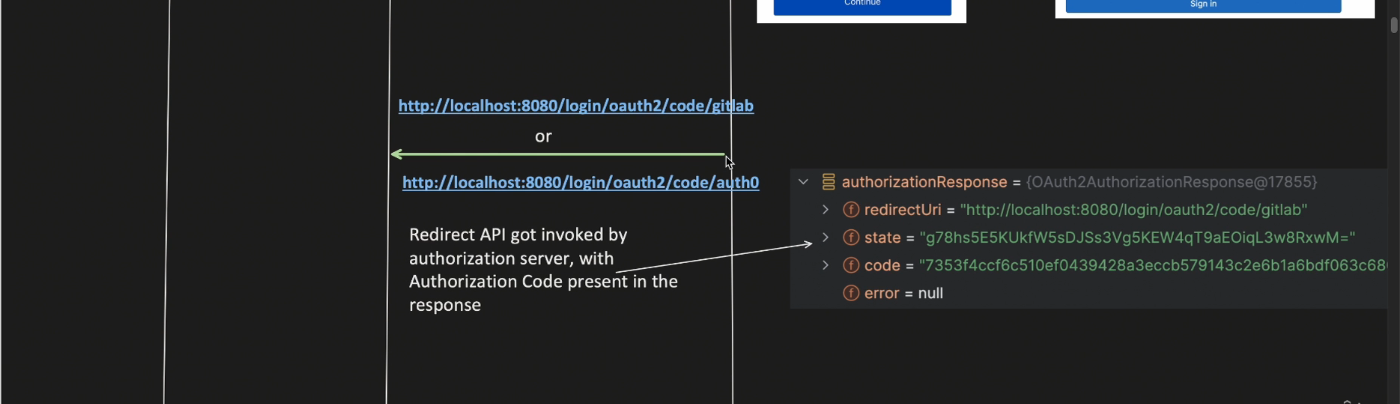 Continue
Sign in
http://localhost:8080/login/oauth2/code/gitlab
or
http://localhost:8080/login/oauth2/code/auth0
authorizationResponse = {OAuth2AuthorizationResponse@17855}
redirectUri = "http://localhost:8080/login/oauth2/code/gitlab"
state = "g78hs5E5KUkfW5sDJSs3Vg5KEW4qT9aEOiqL3w8RxwM="
code = "7353f4ccf6c510ef0439428a3eccb579143c2e6b1a6bdf063c68
error = null
Redirect API got invoked by
authorization server, with
Authorization Code present in the
response